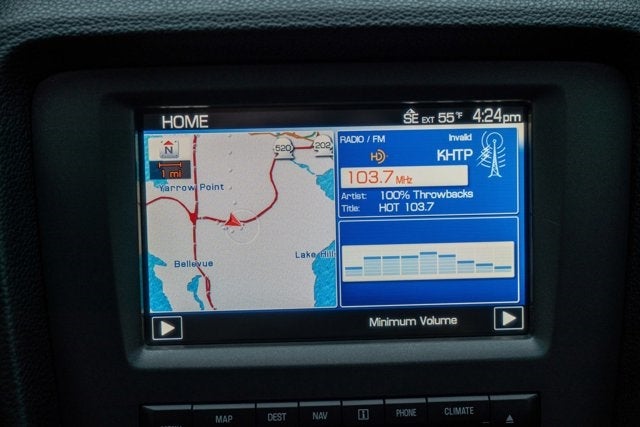 HOME
SE EXT 55°F 4:24pm
N
1 mi
Yarrow Point
520
202
Bellevue
Lake Hill
RADIO / FM
Invalid
HD
KHTP
103.7 MHz
Artist: 100% Throwbacks
Title: HOT 103.7
Minimum Volume
MAP
DEST
NAV
i
PHONE
CLIMATE